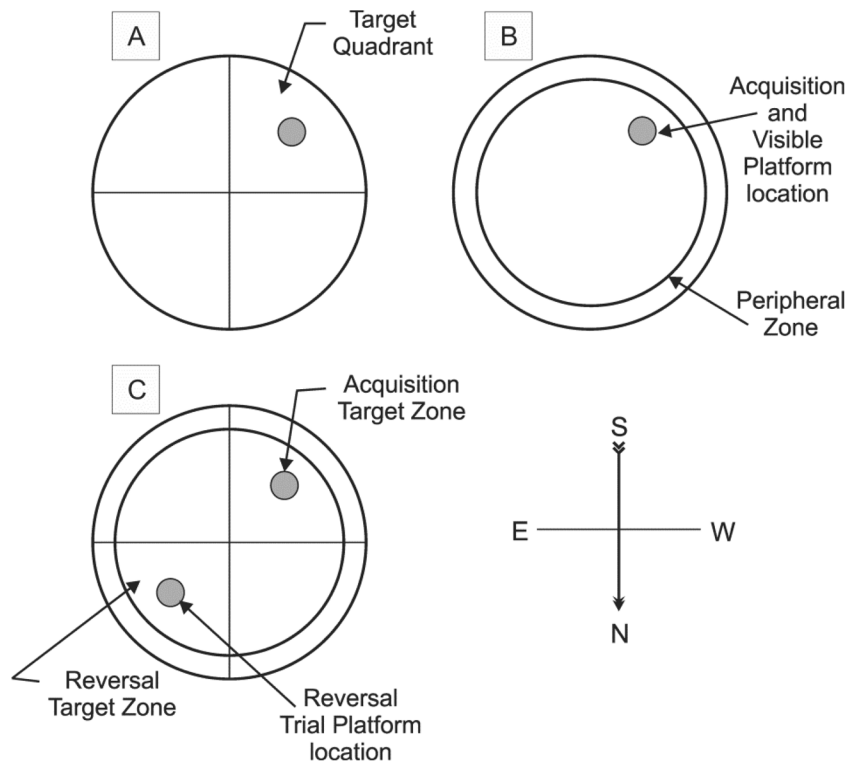 A
Target
Quadrant
B
Acquisition
and
Visible
Platform
location
Peripheral
Zone
C
Acquisition
Target Zone
S
E
W
N
Reversal
Target Zone
Reversal
Trial Platform
location